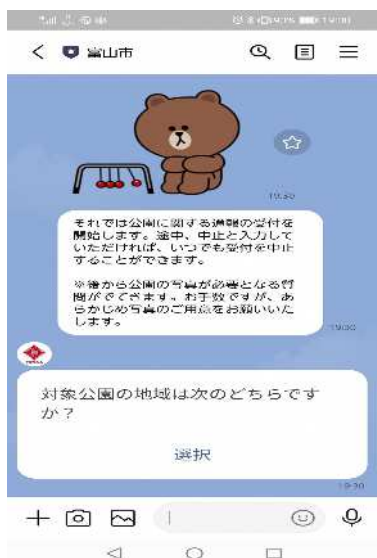 富山市
19:30
それでは公園に関する通報の受付を
開始します。途中、中止と入力して
いただければ、いつでも受付を中止
することができます。
※後から公園の写真が必要となる質
問がでてきます。お手数ですが、あ
らかじめ写真のご用意をお願いいた
します。
19:30
対象公園の地域は次のどちらです
か？
選択
19:30